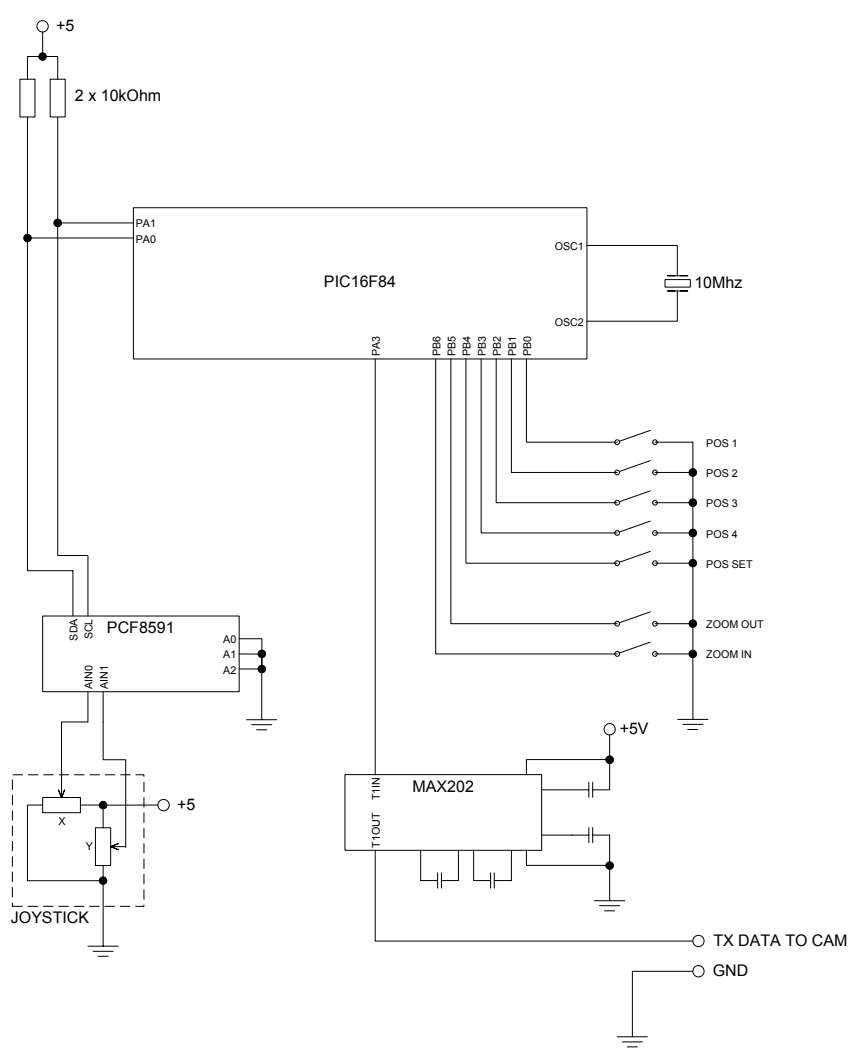 +5
2 x 10kOhm
PA1
PA0
PIC16F84
OSC1
OSC2
10Mhz
PA3
PB6
PB5
PB4
PB3
PB2
PB1
PB0
POS 1
POS 2
POS 3
POS 4
POS SET
ZOOM OUT
ZOOM IN
SDA
SCL
PCF8591
A0
A1
A2
AIN0
AIN1
+5V
MAX202
T1IN
T1OUT
+5
X
Y
JOYSTICK
TX DATA TO CAM
GND